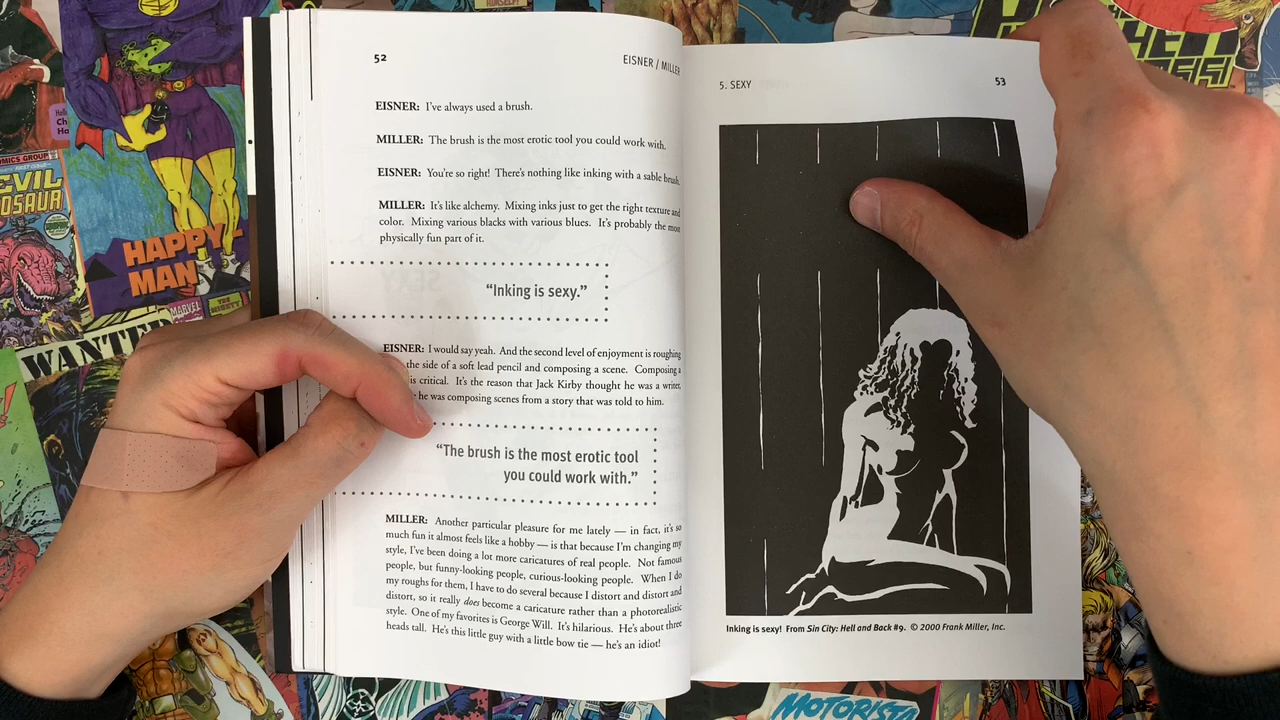 52
EISNER / MILLER
EISNER: I've always used a brush.
MILLER: The brush is the most erotic tool you could work with.
EISNER: You're so right! There's nothing like inking with a sable brush.
MILLER: It's like alchemy. Mixing inks just to get the right texture and
color. Mixing various blacks with various blues. It's probably the most
physically fun part of it.
“Inking is sexy.”
EISNER: I would say yeah. And the second level of enjoyment is roughing
the side of a soft lead pencil and composing a scene. Composing a
is critical. It's the reason that Jack Kirby thought he was a writer,
he was composing scenes from a story that was told to him.
“The brush is the most erotic tool
you could work with.”
MILLER: Another particular pleasure for me lately — in fact, it's so
much fun it almost feels like a hobby — is that because I'm changing my
style, I've been doing a lot more caricatures of real people. Not famous
people, but funny-looking people, curious-looking people. When I do
my roughs for them, I have to do several because I distort and distort and
distort, so it really does become a caricature rather than a photorealistic
style. One of my favorites is George Will. It's hilarious. He's about three
heads tall. He's this little guy with a little bow tie — he's an idiot!
5. SEXY
53
Inking is sexy! From Sin City: Hell and Back #9. © 2000 Frank Miller, Inc.
HAPPY
MAN
WANTED
COMICS GROUP
MARVEL
MOTORIST
HIMSELF!